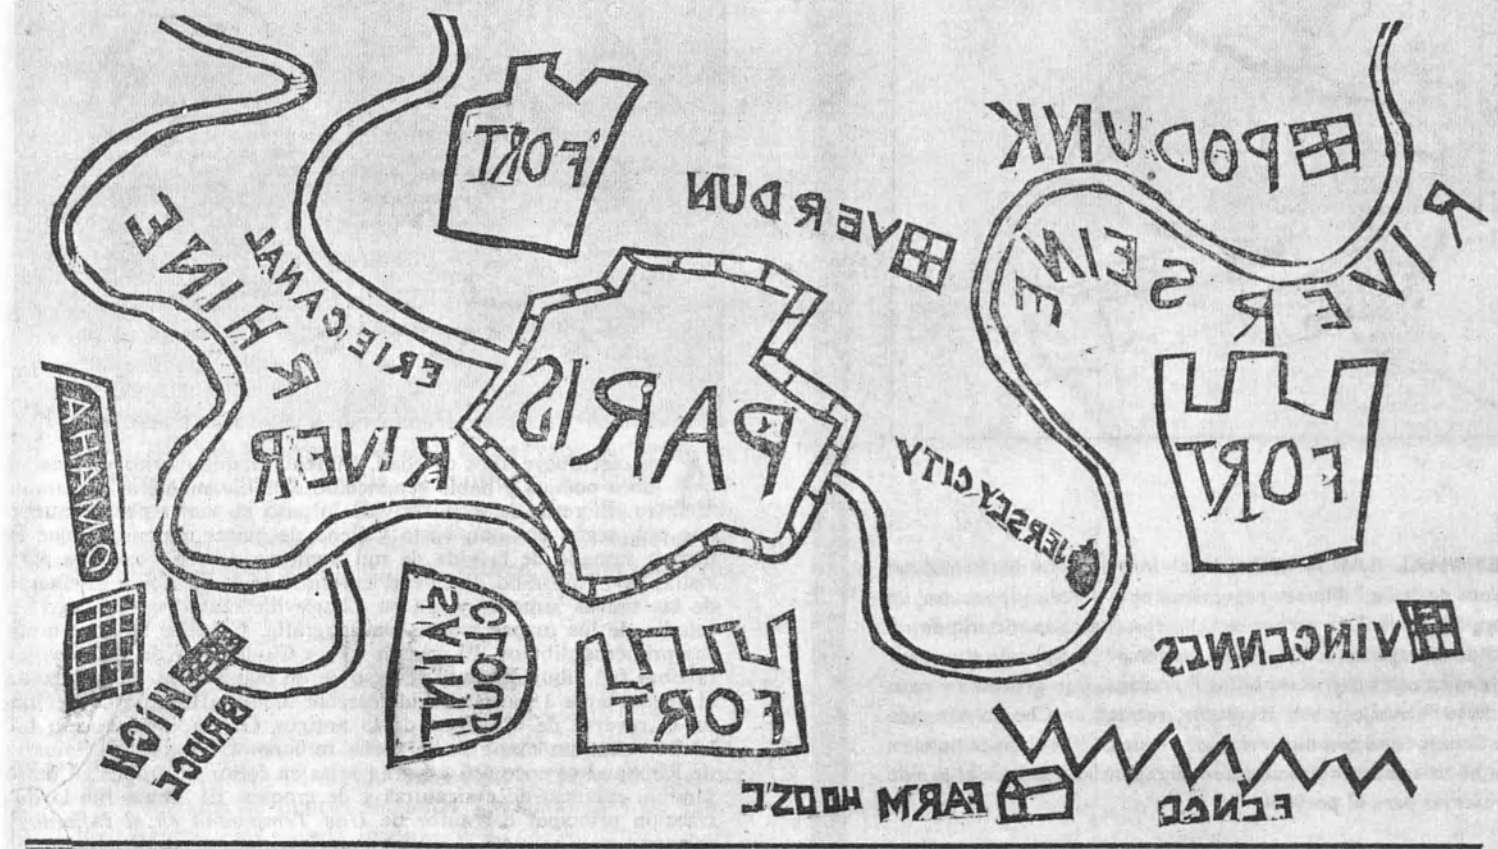 FORT
PODUNK
VERDUN
RIVER SEINE
RIVER RHINE
ERIE CANAL
PARIS
FORT
OMAHA
JERSEY CITY
VINCENNES
SAINT
CLOUD
FORT
HIGH
BRIDGE
FARM HOUSE
FENCE